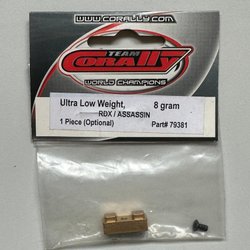 WWW.CORALLY.COM
TEAM
CORALLY
WORLD CHAMPIONS
Ultra Low Weight, 8 gram
RDX / ASSASSIN
1 Piece (Optional) Part# 79381